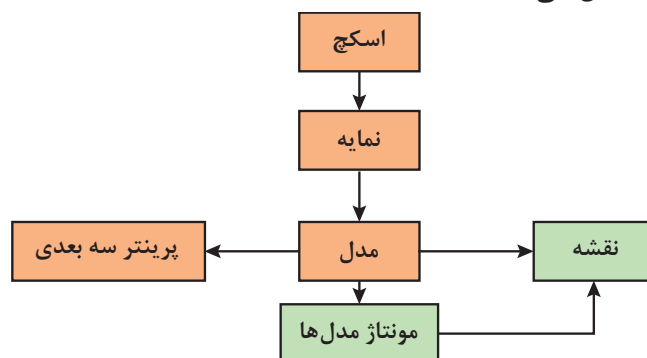 اسکچ
نمایه
نقشه
مدل
پرینتر سه بعدی
مونتاژ مدل‌ها